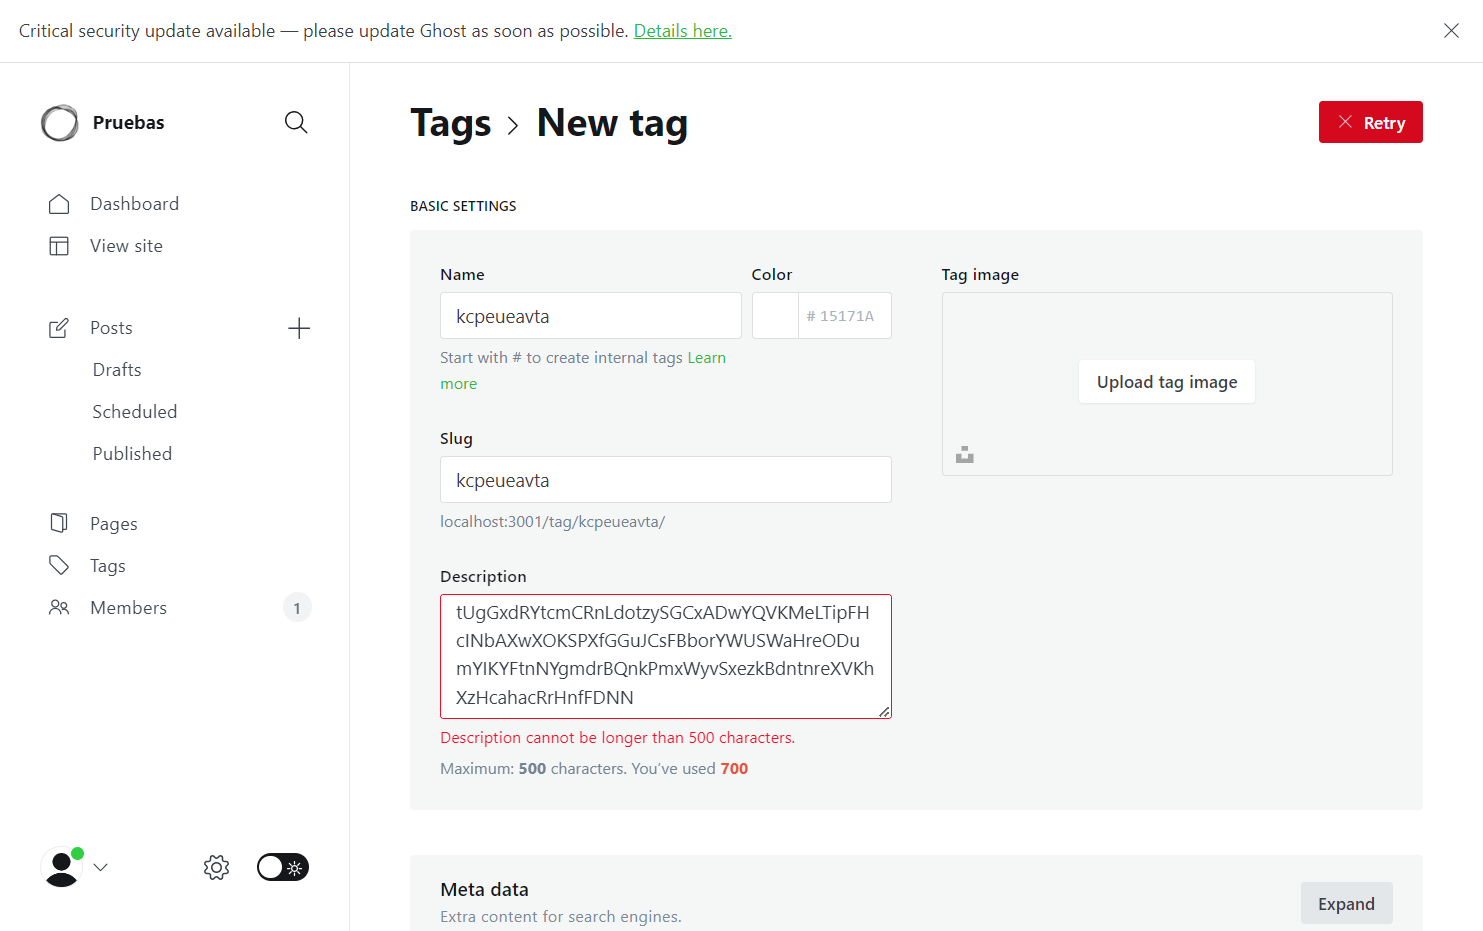 Critical security update available — please update Ghost as soon as possible. Details here.
Pruebas
Dashboard
View site
Posts
Drafts
Scheduled
Published
Pages
Tags
Members
1
Tags
New tag
Retry
BASIC SETTINGS
Name
Color
Tag image
kcpeueavta
# 15171A
Start with # to create internal tags Learn
more
Upload tag image
Slug
kcpeueavta
localhost:3001/tag/kcpeueavta/
Description
tUgGxdRYtcmCRnLdotzySGCxADwYQVKMeLTipFH
cINbAXwXOKSPXfGGuJCsFBborYWUSWaHreODu
mYIKYFtnNYgmdrBQnkPmxWyvSxezkBdntnreXVKh
XzHcahacRrHnfFDNN
Description cannot be longer than 500 characters.
Maximum: 500 characters. You’ve used 700
Meta data
Extra content for search engines.
Expand